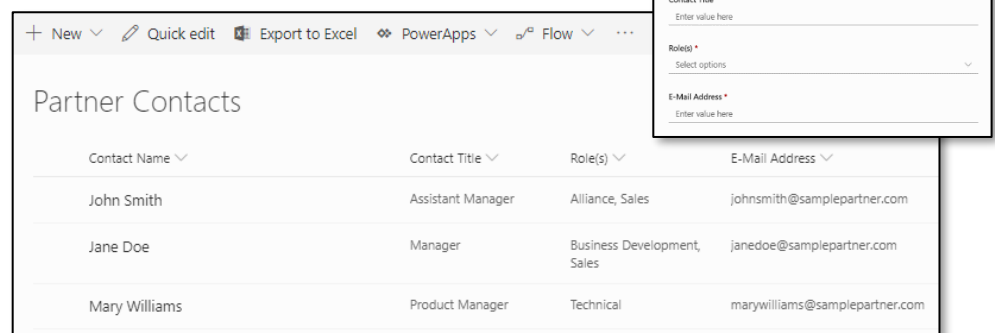 New Quick edit Export to Excel PowerApps Flow ...
Partner Contacts
Contact Name Contact Title Role(s) E-Mail Address
John Smith Assistant Manager Alliance, Sales johnsmith@samplepartner.com
Jane Doe Manager Business Development, janedoe@samplepartner.com
Sales
Mary Williams Product Manager Technical marywilliams@samplepartner.com
Contact Title
Enter value here
Role(s) *
Select options
E-Mail Address *
Enter value here